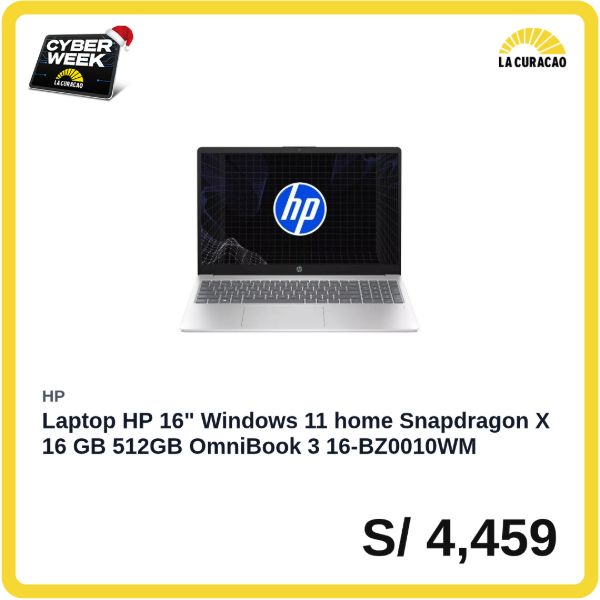 CYBER
WEEK
LA CURACAO
LA CURACAO
hp
hp
HP
Laptop HP 16" Windows 11 home Snapdragon X
16 GB 512GB OmniBook 3 16-BZ0010WM
S/ 4,459